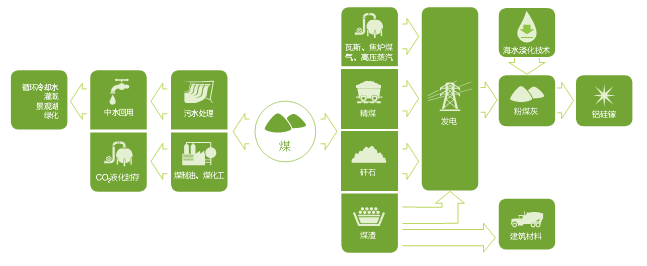 循环冷却水
灌溉
景观湖
绿化
中水回用
CO₂液化封存
污水处理
煤制油、煤化工
煤
瓦斯、焦炉煤
气、高压蒸汽
精煤
矸石
煤渣
发电
海水淡化技术
粉煤灰
铝硅镓
建筑材料